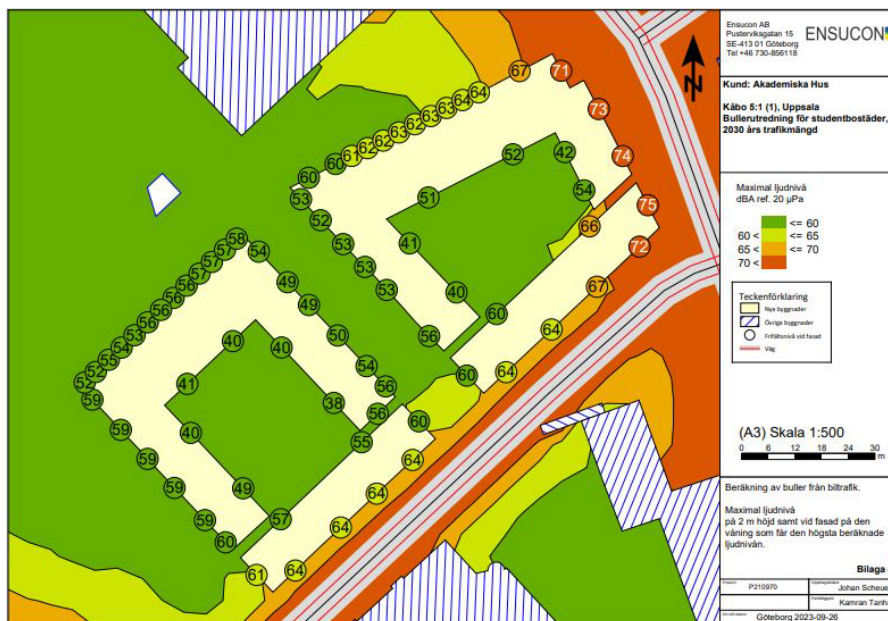 Ensucon AB
Pusterviksgatan 15
SE-413 01 Göteborg
Tel +46 730-856118
ENSUCON
N
Kund: Akademiska Hus
Kåbo 5:1 (1), Uppsala
Bullerutredning för studentbostäder,
2030 års trafikmängd
Maximal ljudnivå
dBA ref. 20 µPa
<= 60
60 < <= 65
65 < <= 70
70 <
Teckenförklaring
Nya byggnader
Övriga byggnader
Frifältsnivå vid fasad
Väg
(A3) Skala 1:500
0 6 12 18 24 30
m
Beräkning av buller från biltrafik.
Maximal ljudnivå
på 2 m höjd samt vid fasad på den
våning som får den högsta beräknade
ljudnivån.
Bilaga
P210970
Johan Scheue
Kamran Tanh
Göteborg 2023-09-26
67 71
73
74
60 60 61 62 62 63 62 63 63 64 64
53 52 53 53 53 56
52 42 54
51 41 40
75
66 72
67
60 64
60 64
58 54
57 57 57 56 56 56 56 53 54 55 52 52
49 49 50 54 56
40 40 41 38 40 49
56 60
55 64
59 59 59 59 59 60
57 64
64
61 64